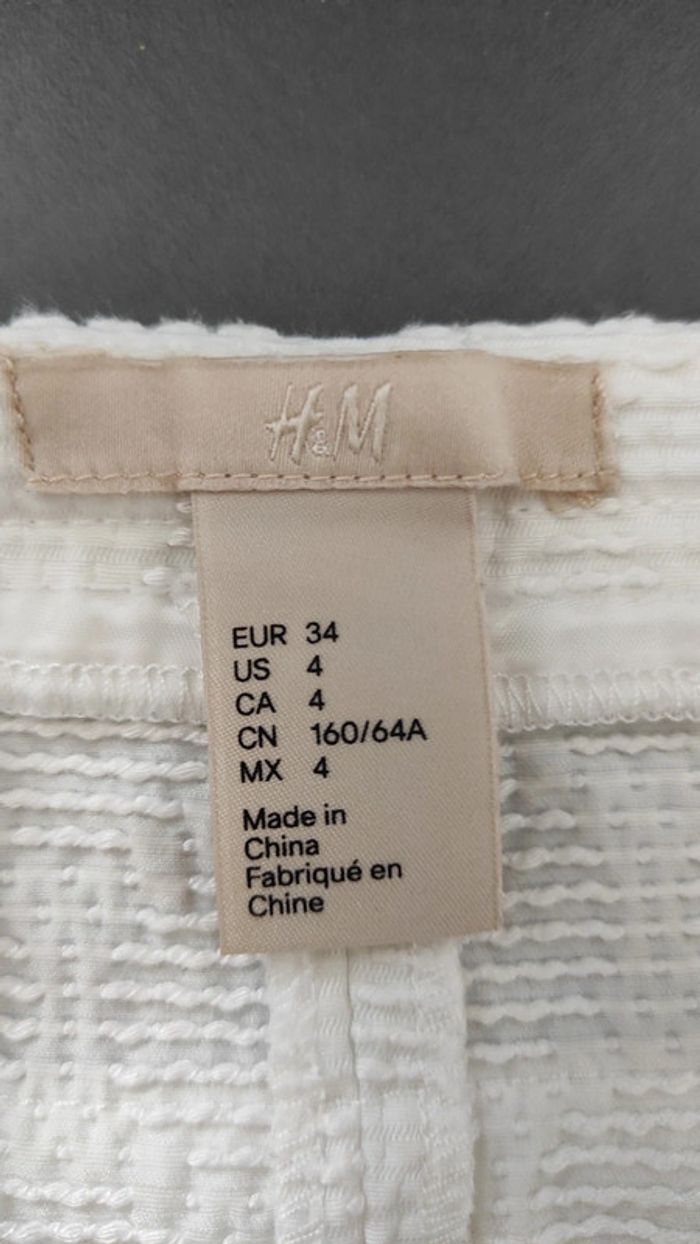 H&M
EUR 34
US 4
CA 4
CN 160/64A
MX 4
Made in
China
Fabriqué en
Chine